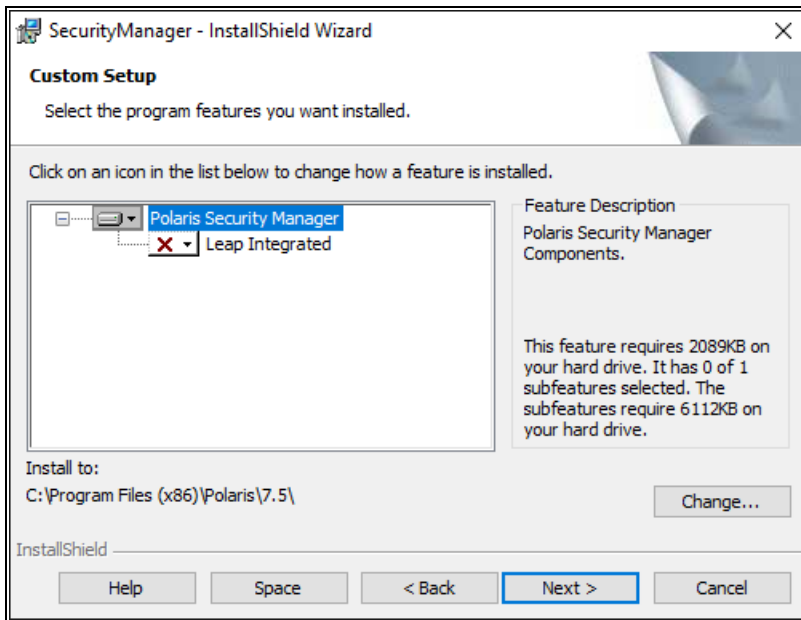 SecurityManager - InstallShield Wizard
Custom Setup
Select the program features you want installed.
Click on an icon in the list below to change how a feature is installed.
Polaris Security Manager
Leap Integrated
Feature Description
Polaris Security Manager
Components.
This feature requires 2089KB on
your hard drive. It has 0 of 1
subfeatures selected. The
subfeatures require 6112KB on
your hard drive.
Install to:
C:\Program Files (x86)\Polaris\7.5\
Change...
InstallShield
Help
Space
< Back
Next >
Cancel